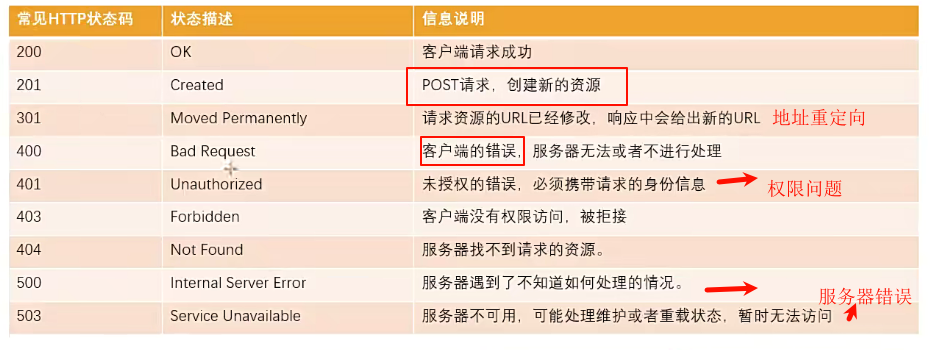 常见HTTP状态码 状态描述 信息说明
200 OK 客户端请求成功
201 Created POST请求，创建新的资源
301 Moved Permanently 请求资源的URL已经修改，响应中会给出新的URL 地址重定向
400 Bad Request 客户端的错误，服务器无法或者不进行处理
401 Unauthorized 未授权的错误，必须携带请求的身份信息 权限问题
403 Forbidden 客户端没有权限访问，被拒接
404 Not Found 服务器找不到请求的资源。
500 Internal Server Error 服务器遇到了不知道如何处理的情况。 服务器错误
503 Service Unavailable 服务器不可用，可能处理维护或者重载状态，暂时无法访问